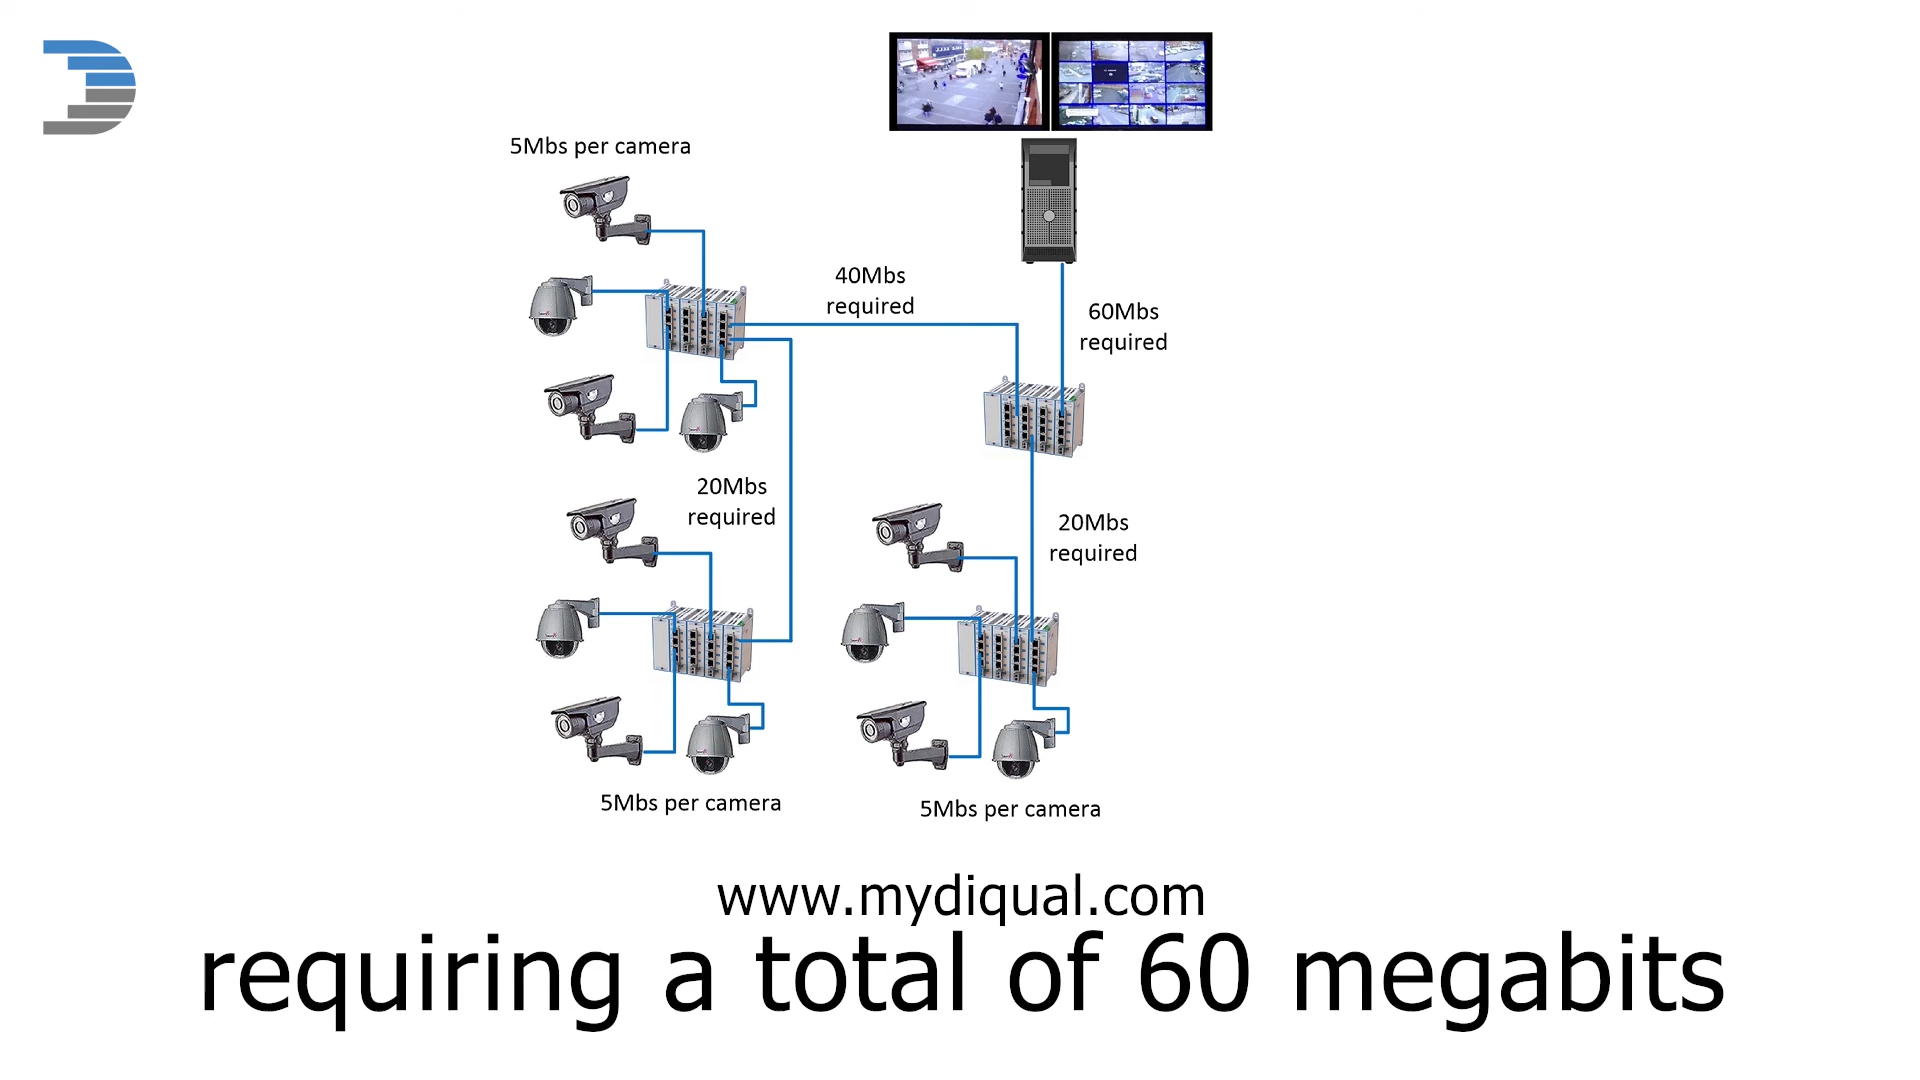 5Mbs per camera
40Mbs
required
60Mbs
required
20Mbs
required
20Mbs
required
5Mbs per camera
5Mbs per camera
www.mydiqual.com
requiring a total of 60 megabits